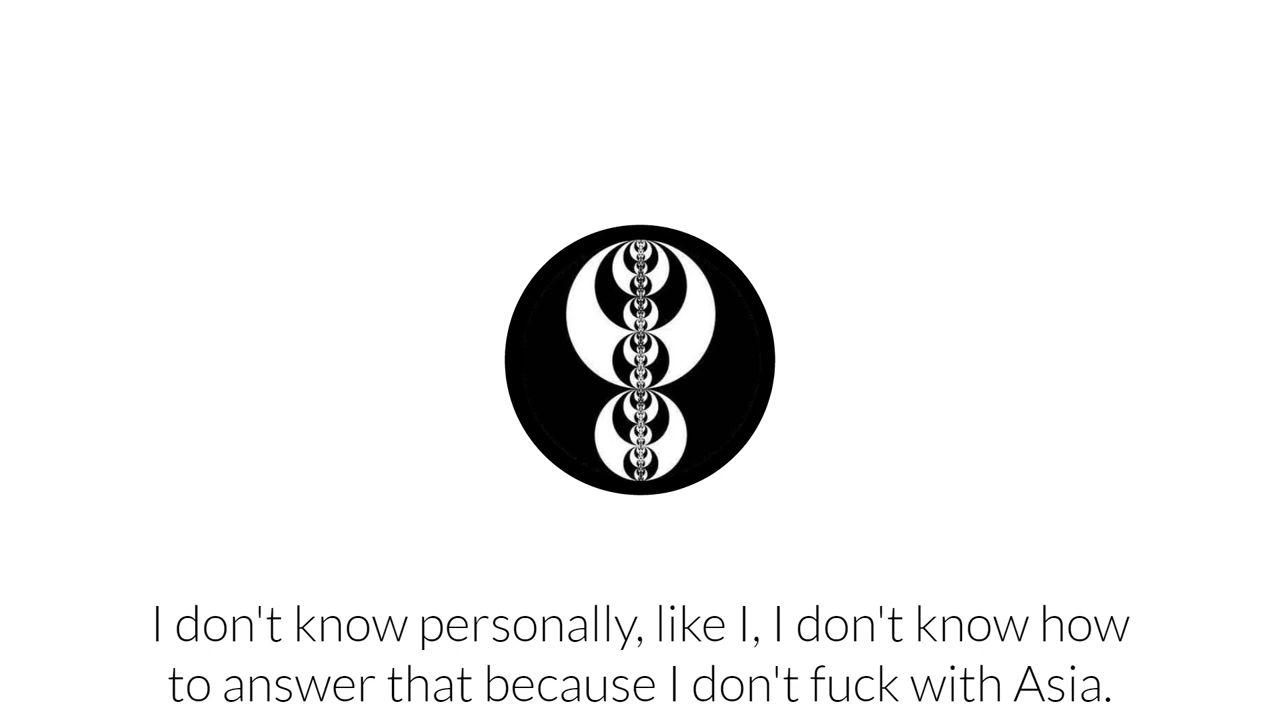 I don't know personally, like I, I don't know how
to answer that because I don't fuck with Asia.